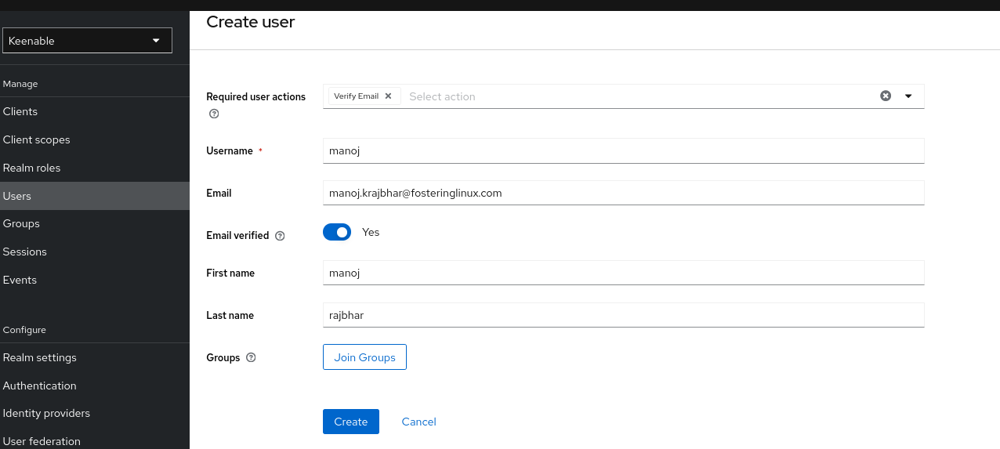 Create user
Keenable
Manage
Clients
Client scopes
Realm roles
Users
Groups
Sessions
Events
Configure
Realm settings
Authentication
Identity providers
User federation
Required user actions
Verify Email
Select action
Username *
manoj
Email
manoj.krajbhar@fosteringlinux.com
Email verified
Yes
First name
manoj
Last name
rajbhar
Groups
Join Groups
Create
Cancel